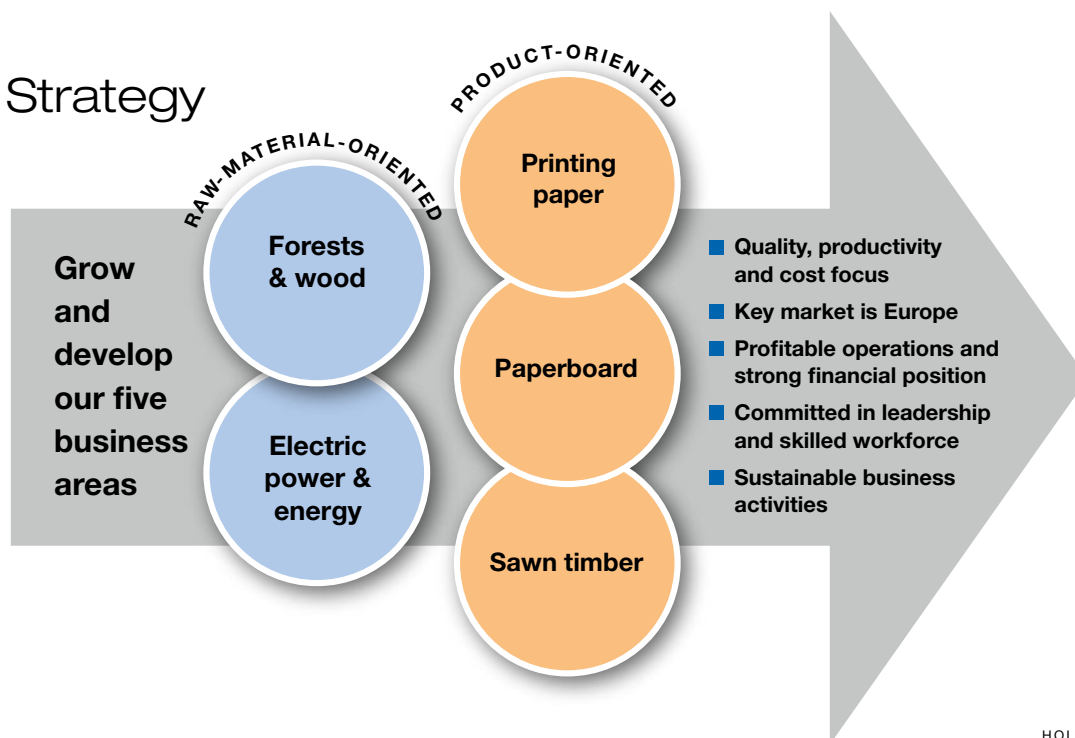 Strategy
RAW-MATERIAL-ORIENTED
PRODUCT-ORIENTED
Grow
and
develop
our five
business
areas
Forests
& wood
Electric
power &
energy
Printing
paper
Paperboard
Sawn timber
Quality, productivity
and cost focus
Key market is Europe
Profitable operations and
strong financial position
Committed in leadership
and skilled workforce
Sustainable business
activities